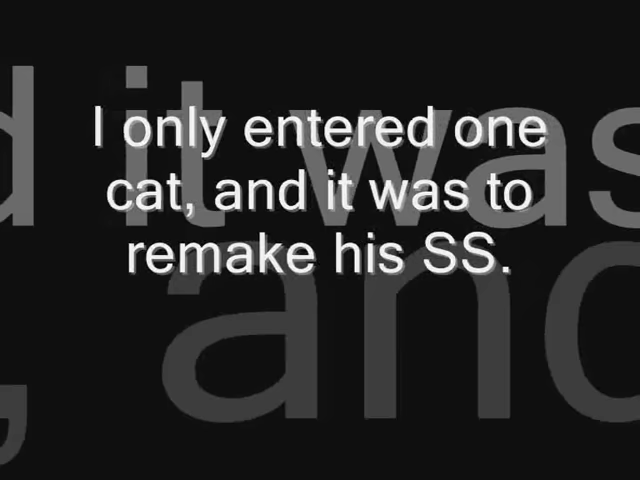 I only entered one
cat, and it was to
remake his SS.